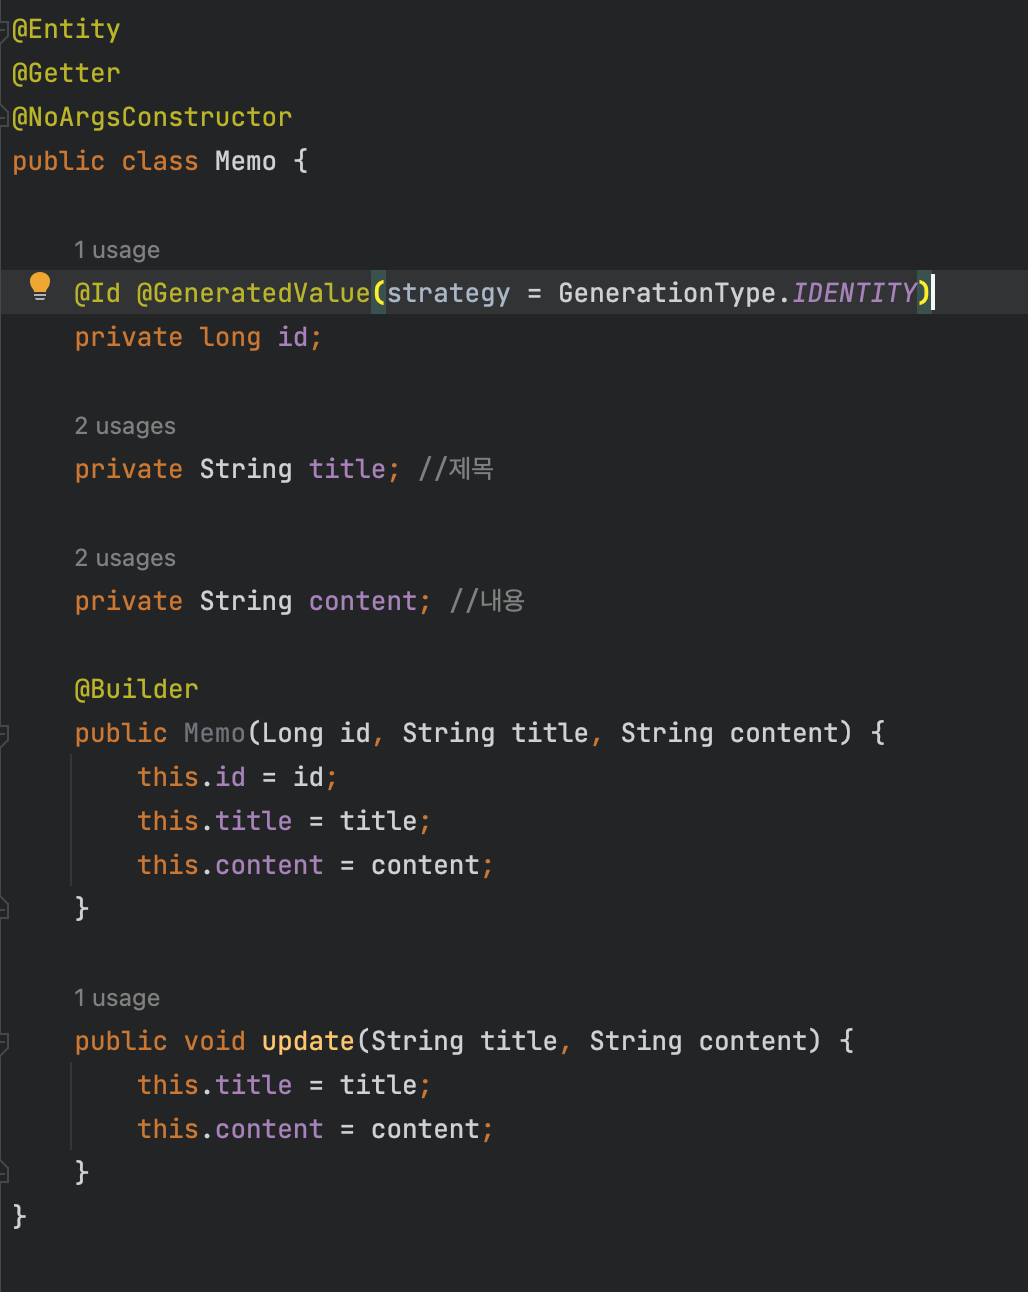 @Entity
@Getter
@NoArgsConstructor
public class Memo {
1 usage
@Id @GeneratedValue(strategy = GenerationType.IDENTITY)
private long id;
2 usages
private String title; //제목
2 usages
private String content; //내용
@Builder
public Memo(Long id, String title, String content) {
this.id = id;
this.title = title;
this.content = content;
}
1 usage
public void update(String title, String content) {
this.title = title;
this.content = content;
}
}